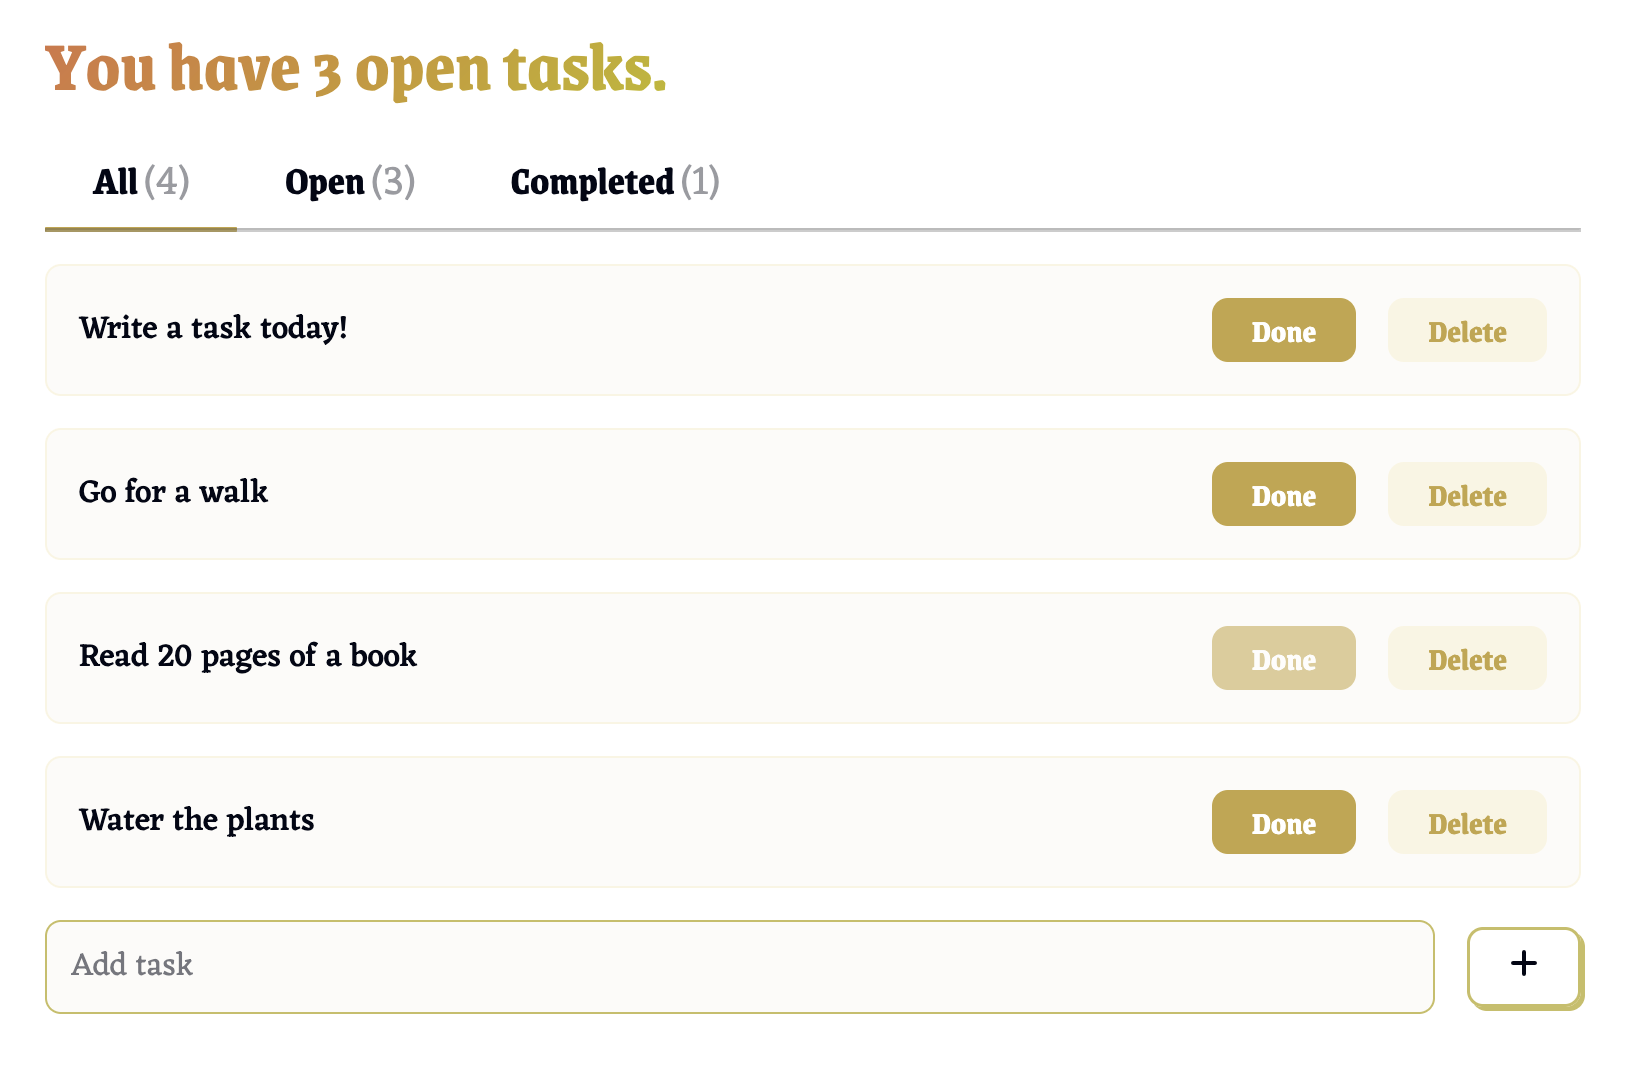 You have 3 open tasks.
All (4) Open (3) Completed (1)
Write a task today! Done Delete
Go for a walk Done Delete
Read 20 pages of a book Done Delete
Water the plants Done Delete
Add task +